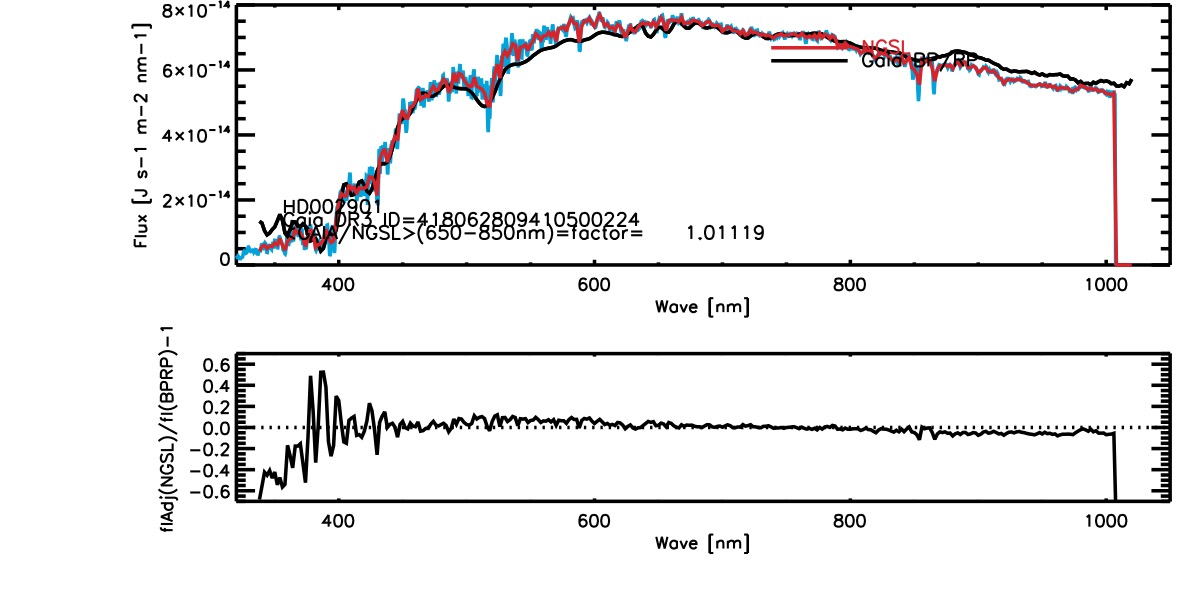 8×10−14
6×10−14
4×10−14
2×10−14
0
Flux [J s−1 m−2 nm−1]
NGSL
Gaia BP/RP
HD002901
Gaia DR3 ID=418062809410500224
<GAIA/NGSL>(650−850nm)=factor= 1.01119
400 600 800 1000
Wave [nm]
flAdj(NGSL)/fl(BPRP)−1
0.6
0.4
0.2
0.0
−0.2
−0.4
−0.6
400 600 800 1000
Wave [nm]